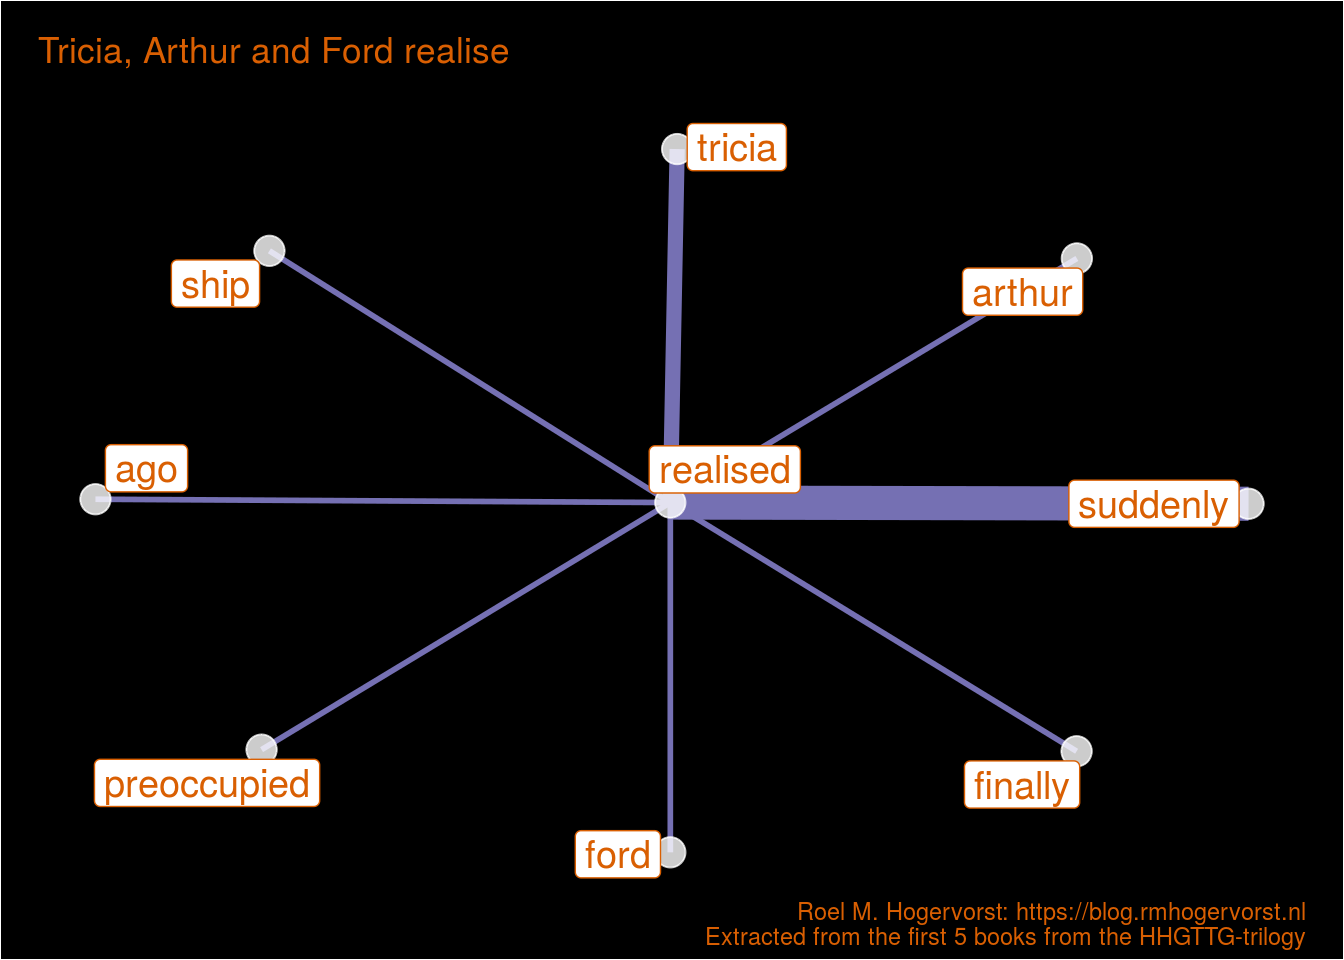 Tricia, Arthur and Ford realise
tricia
ship
arthur
ago
realised
suddenly
preoccupied
finally
ford
Roel M. Hogervorst: https://blog.rmhogervorst.nl
Extracted from the first 5 books from the HHGTTG-trilogy